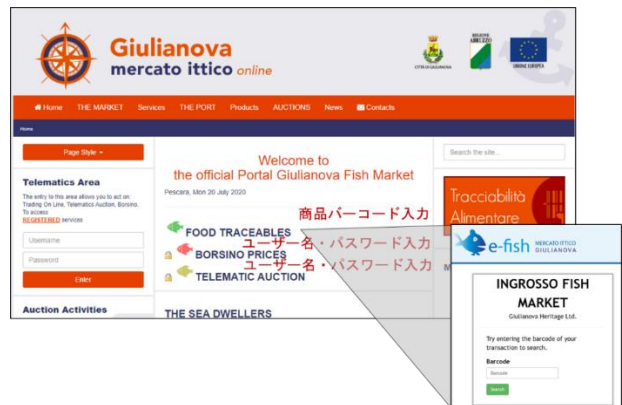 Giulianova
mercato ittico online
CITTÀ DI GIULIANOVA
REGIONE ABRUZZO
UNIONE EUROPEA
Home THE MARKET Services THE PORT Products AUCTIONS News Contacts
Home
Page Style
Search the site...
Welcome to
the official Portal Giulianova Fish Market
Pescara, Mon 20 July 2020
Telematics Area
The entry to this area allows you to act on:
Trading On Line, Telematics Auction, Borsino.
To access:
REGISTERED services
Username
Password
Enter
Auction Activities
商品バーコード入力
FOOD TRACEABLES
ユーザー名・パスワード入力
BORSINO PRICES
ユーザー名・パスワード入力
TELEMATIC AUCTION
THE SEA DWELLERS
Tracciabilità
Alimentare
e-fish MERCATO ITTICO
GIULIANOVA
INGROSSO FISH
MARKET
Giulianova Heritage Ltd.
Try entering the barcode of your
transaction to search.
Barcode
Barcode
Search